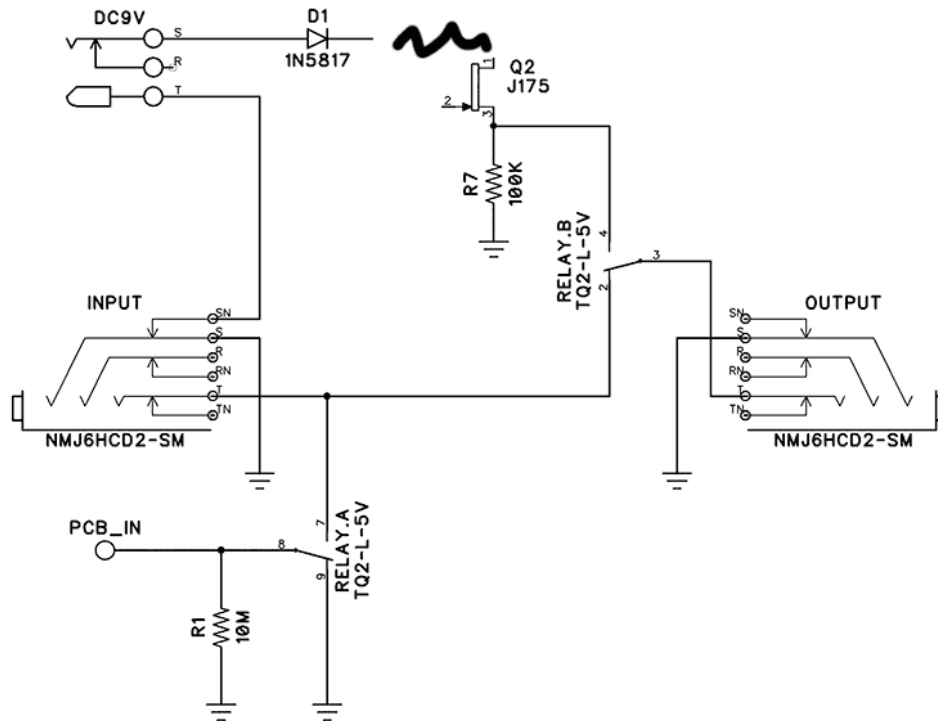 DC9V
S
R
T
D1
1N5817
1
Q2
J175
2
3
R7
100K
RELAY.B
TQ2-L-5V
4
3
2
INPUT
SN
S
R
RN
T
TN
NMJ6HCD2-SM
OUTPUT
SN
S
R
RN
T
TN
NMJ6HCD2-SM
PCB_IN
8
7
9
RELAY.A
TQ2-L-5V
R1
10M